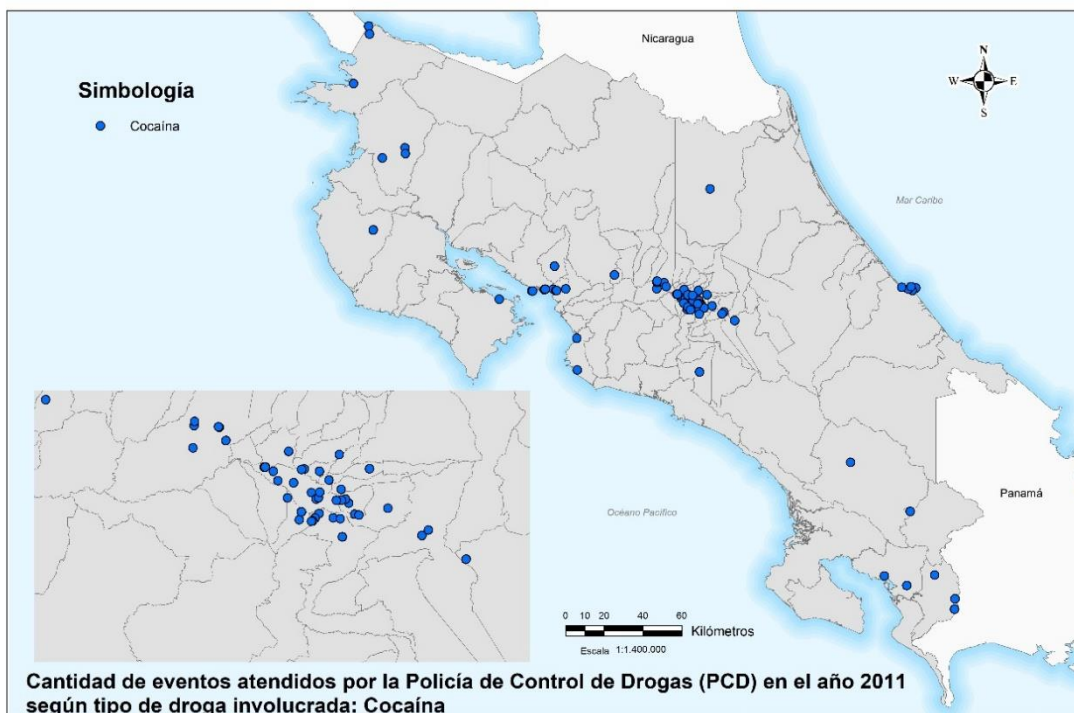 Nicaragua
Simbología
Cocaína
N
W
E
S
Mar Caribe
Panamá
Océano Pacífico
0 10 20 40 60
Kilómetros
Escala 1:1.400.000
Cantidad de eventos atendidos por la Policía de Control de Drogas (PCD) en el año 2011
según tipo de droga involucrada: Cocaína